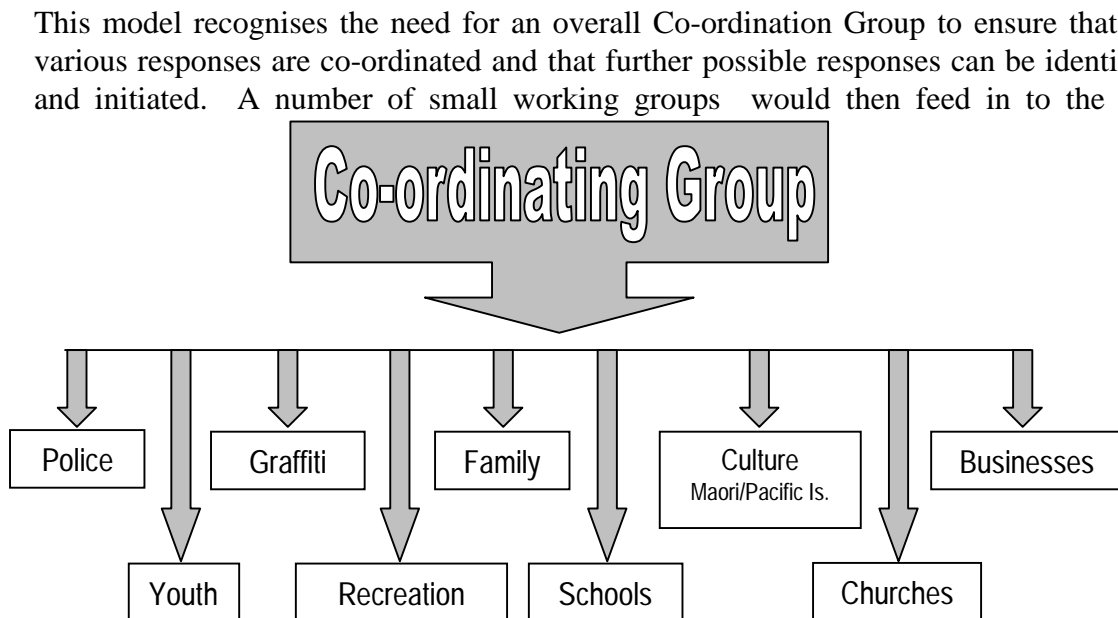 This model recognises the need for an overall Co-ordination Group to ensure that
various responses are co-ordinated and that further possible responses can be identi
and initiated. A number of small working groups would then feed in to the
Co-ordinating Group
Police
Graffiti
Family
Culture
Maori/Pacific Is.
Businesses
Youth
Recreation
Schools
Churches